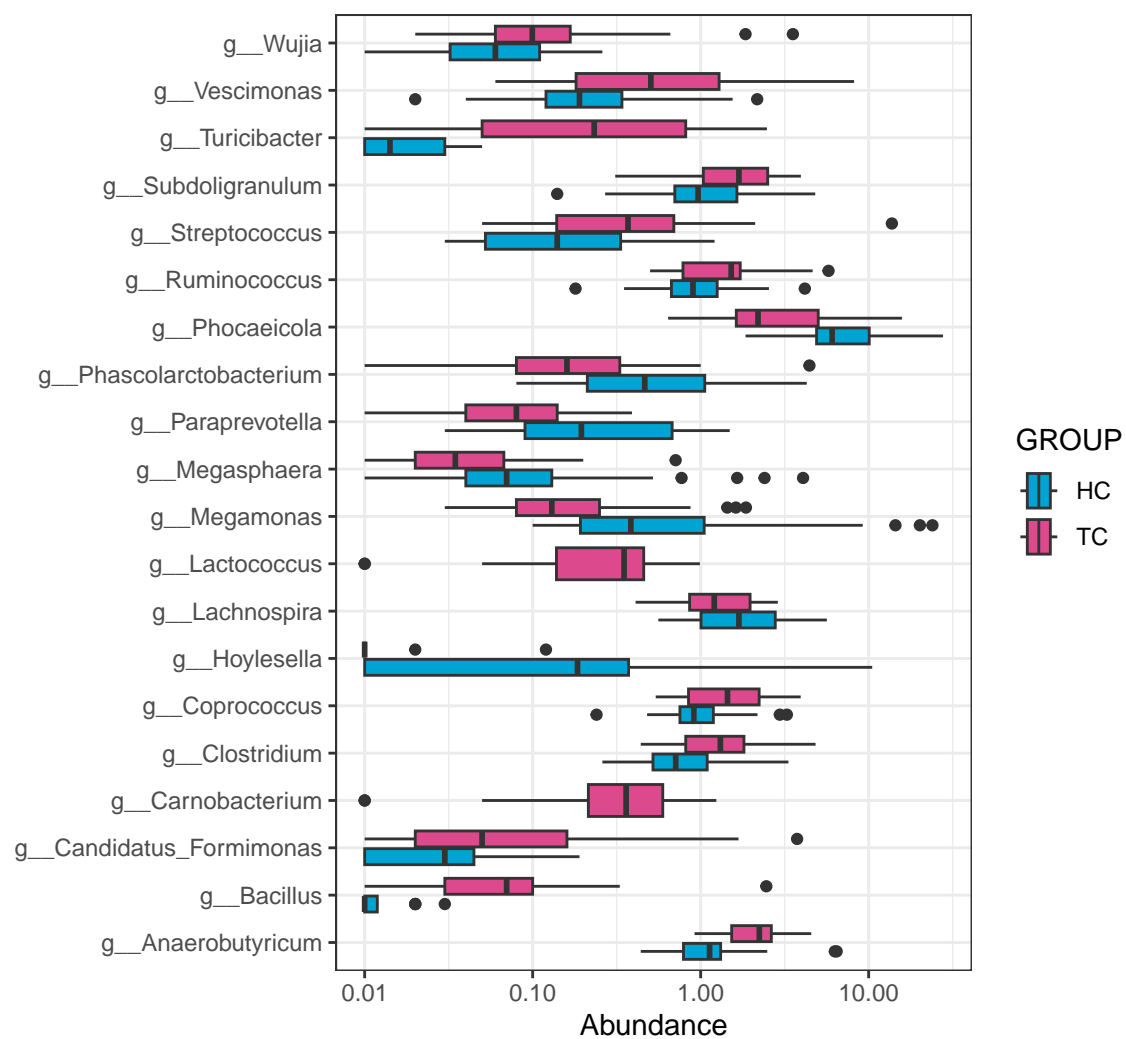 g__Wujia
g__Vescimonas
g__Turicibacter
g__Subdoligranulum
g__Streptococcus
g__Ruminococcus
g__Phocaeicola
g__Phascolarctobacterium
g__Paraprevotella
g__Megasphaera
g__Megamonas
g__Lactococcus
g__Lachnospira
g__Hoylesella
g__Coprococcus
g__Clostridium
g__Carnobacterium
g__Candidatus_Formimonas
g__Bacillus
g__Anaerobutyricum
0.01 0.10 1.00 10.00
Abundance
GROUP
HC
TC